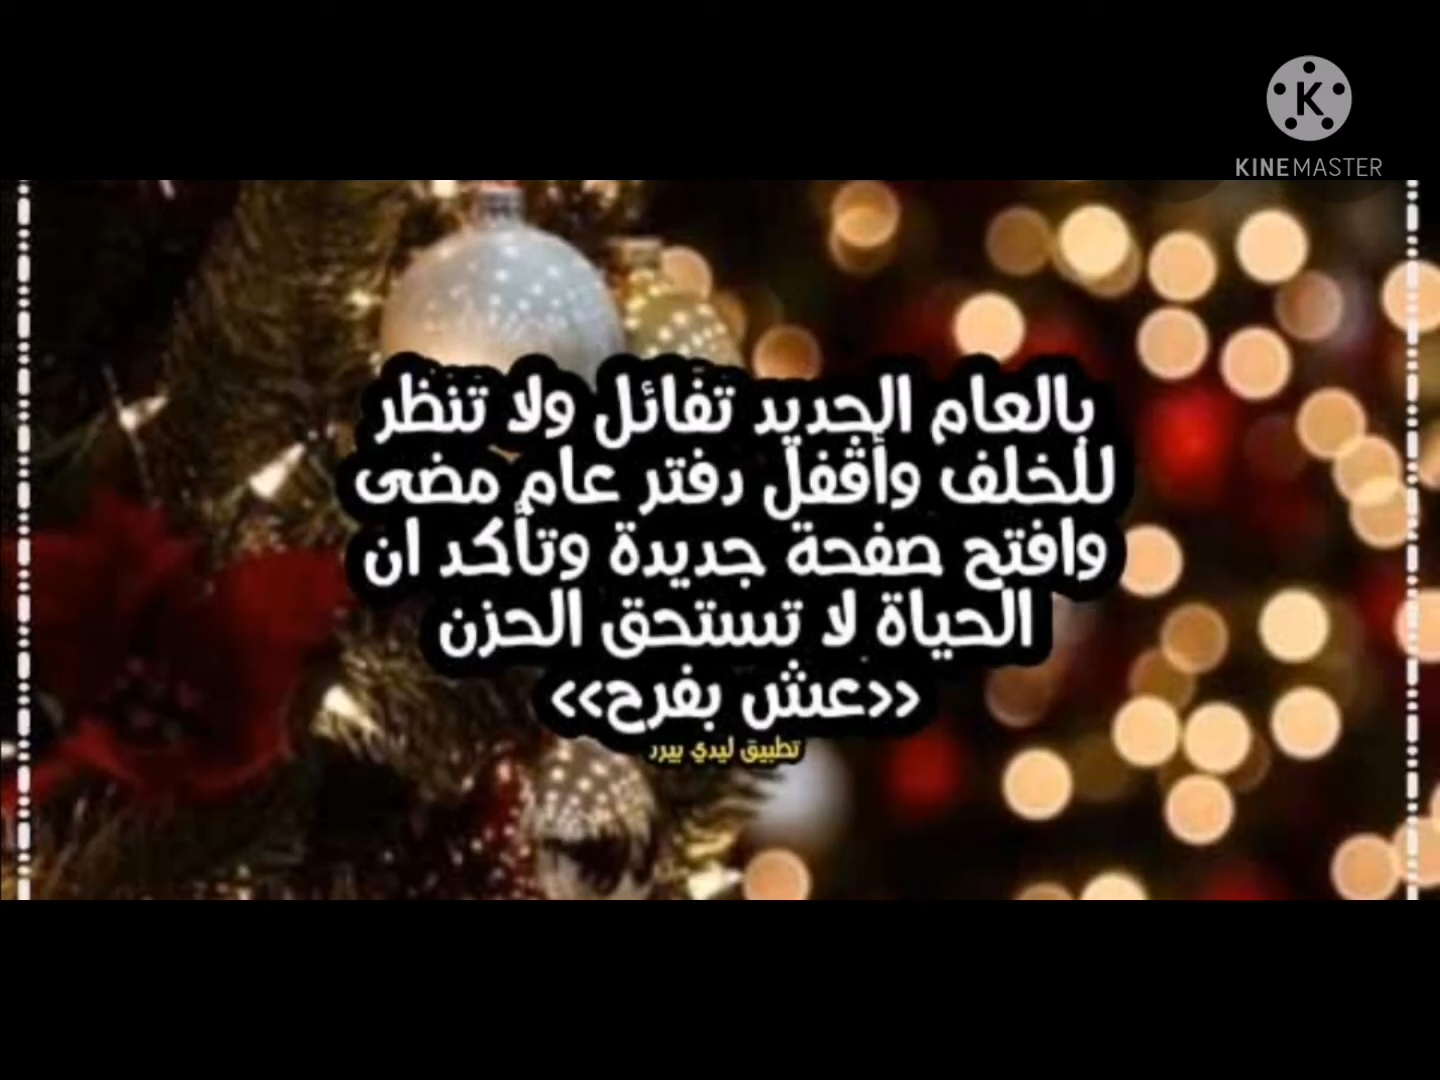 KINEMASTER
بالعام الجديد تفائل ولا تنظر
للخلف وأقفل دفتر عام مضى
وافتح صفحة جديدة وتأكد ان
الحياة لا تستحق الحزن
<<عش بفرح>>
تطبيق ليدي بيرد